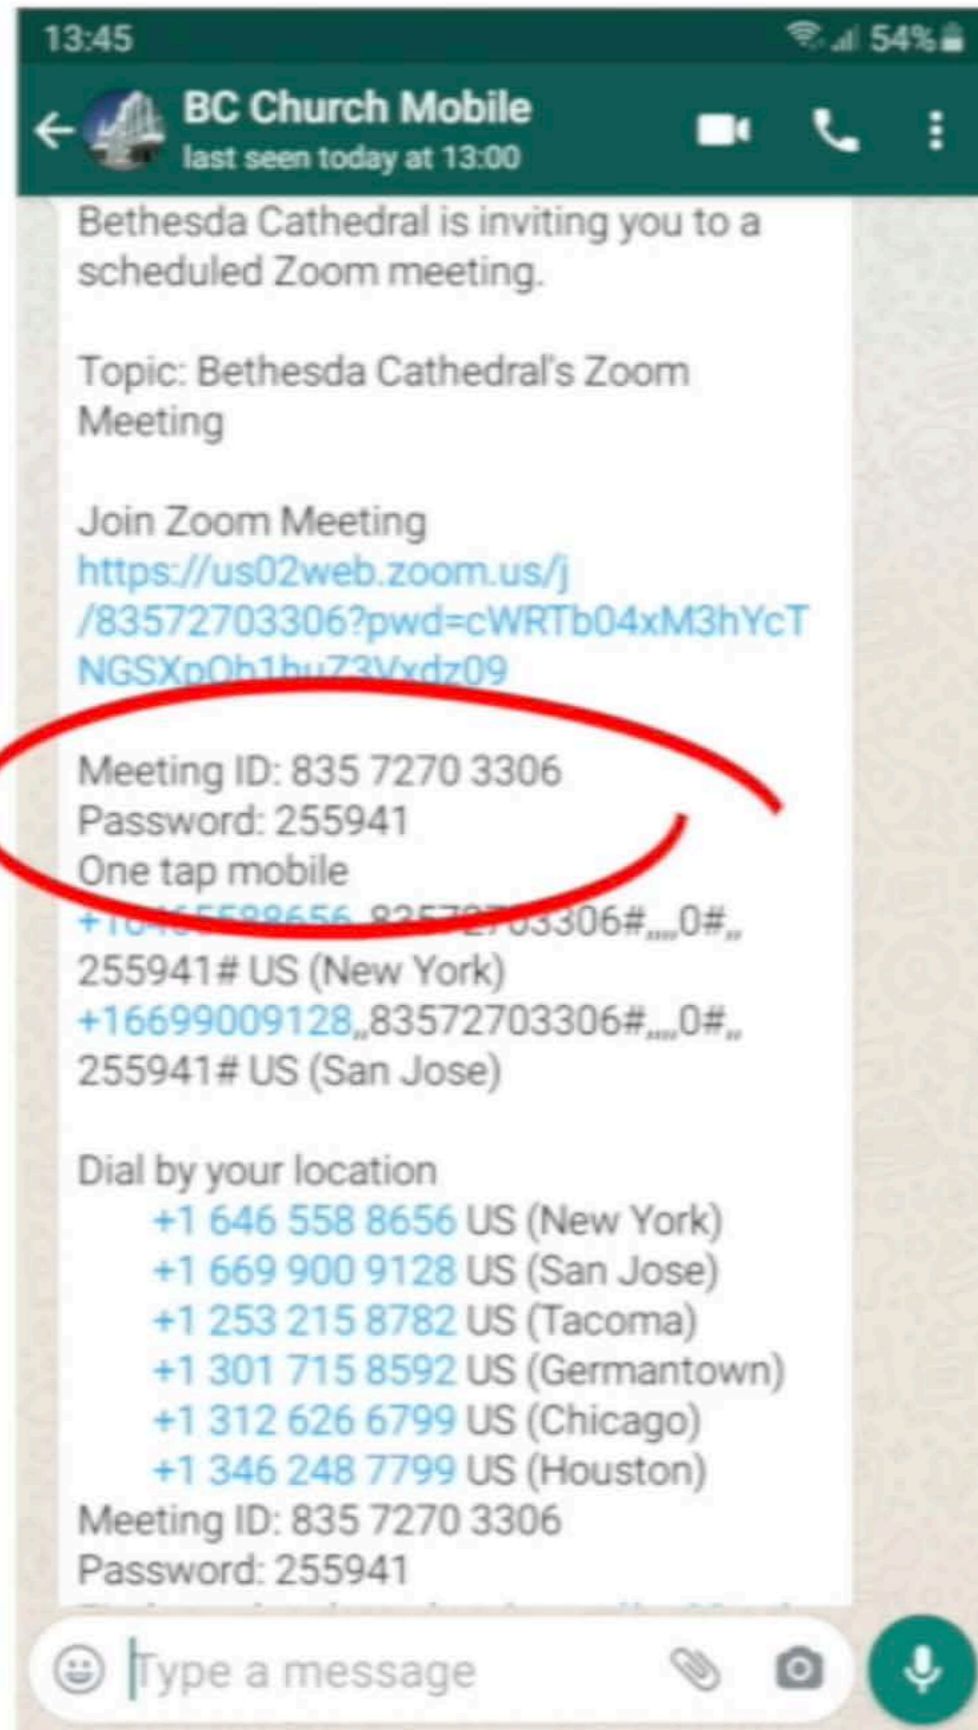 13:45 54%
BC Church Mobile
last seen today at 13:00
Bethesda Cathedral is inviting you to a
scheduled Zoom meeting.
Topic: Bethesda Cathedral's Zoom
Meeting
Join Zoom Meeting
https://us02web.zoom.us/j
/83572703306?pwd=cWRTb04xM3hYcT
Meeting ID: 835 7270 3306
Password: 255941
One tap mobile
+16465588656,,83572703306#,,,,0#,,
255941# US (New York)
+16699009128,,83572703306#,,,,0#,,
255941# US (San Jose)
Dial by your location
+1 646 558 8656 US (New York)
+1 669 900 9128 US (San Jose)
+1 253 215 8782 US (Tacoma)
+1 301 715 8592 US (Germantown)
+1 312 626 6799 US (Chicago)
+1 346 248 7799 US (Houston)
Meeting ID: 835 7270 3306
Password: 255941
Type a message